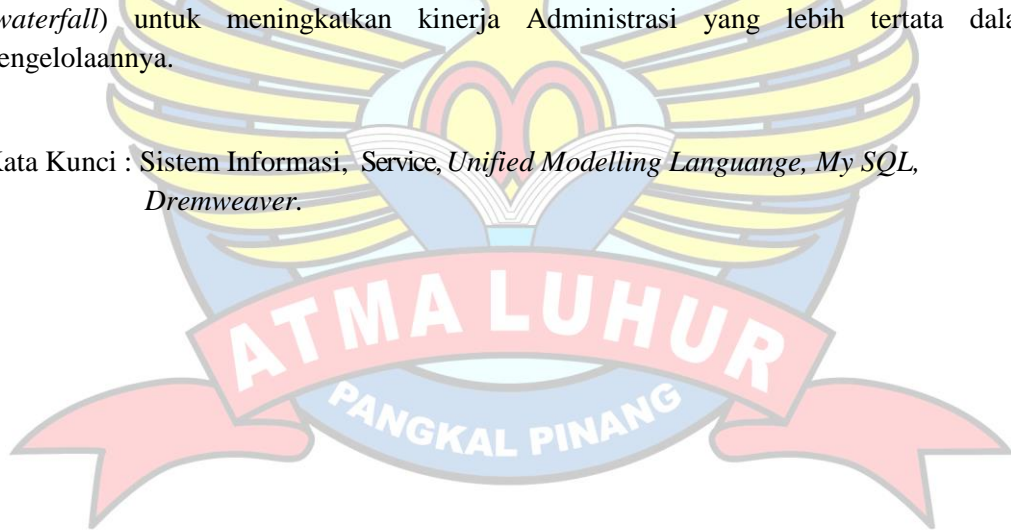 waterfall) untuk meningkatkan kinerja Administrasi yang lebih tertata dala
engelolaannya.
Kata Kunci : Sistem Informasi, Service, Unified Modelling Languange, My SQL,
Dremweaver.
ATMA LUHUR
PANGKAL PINANG